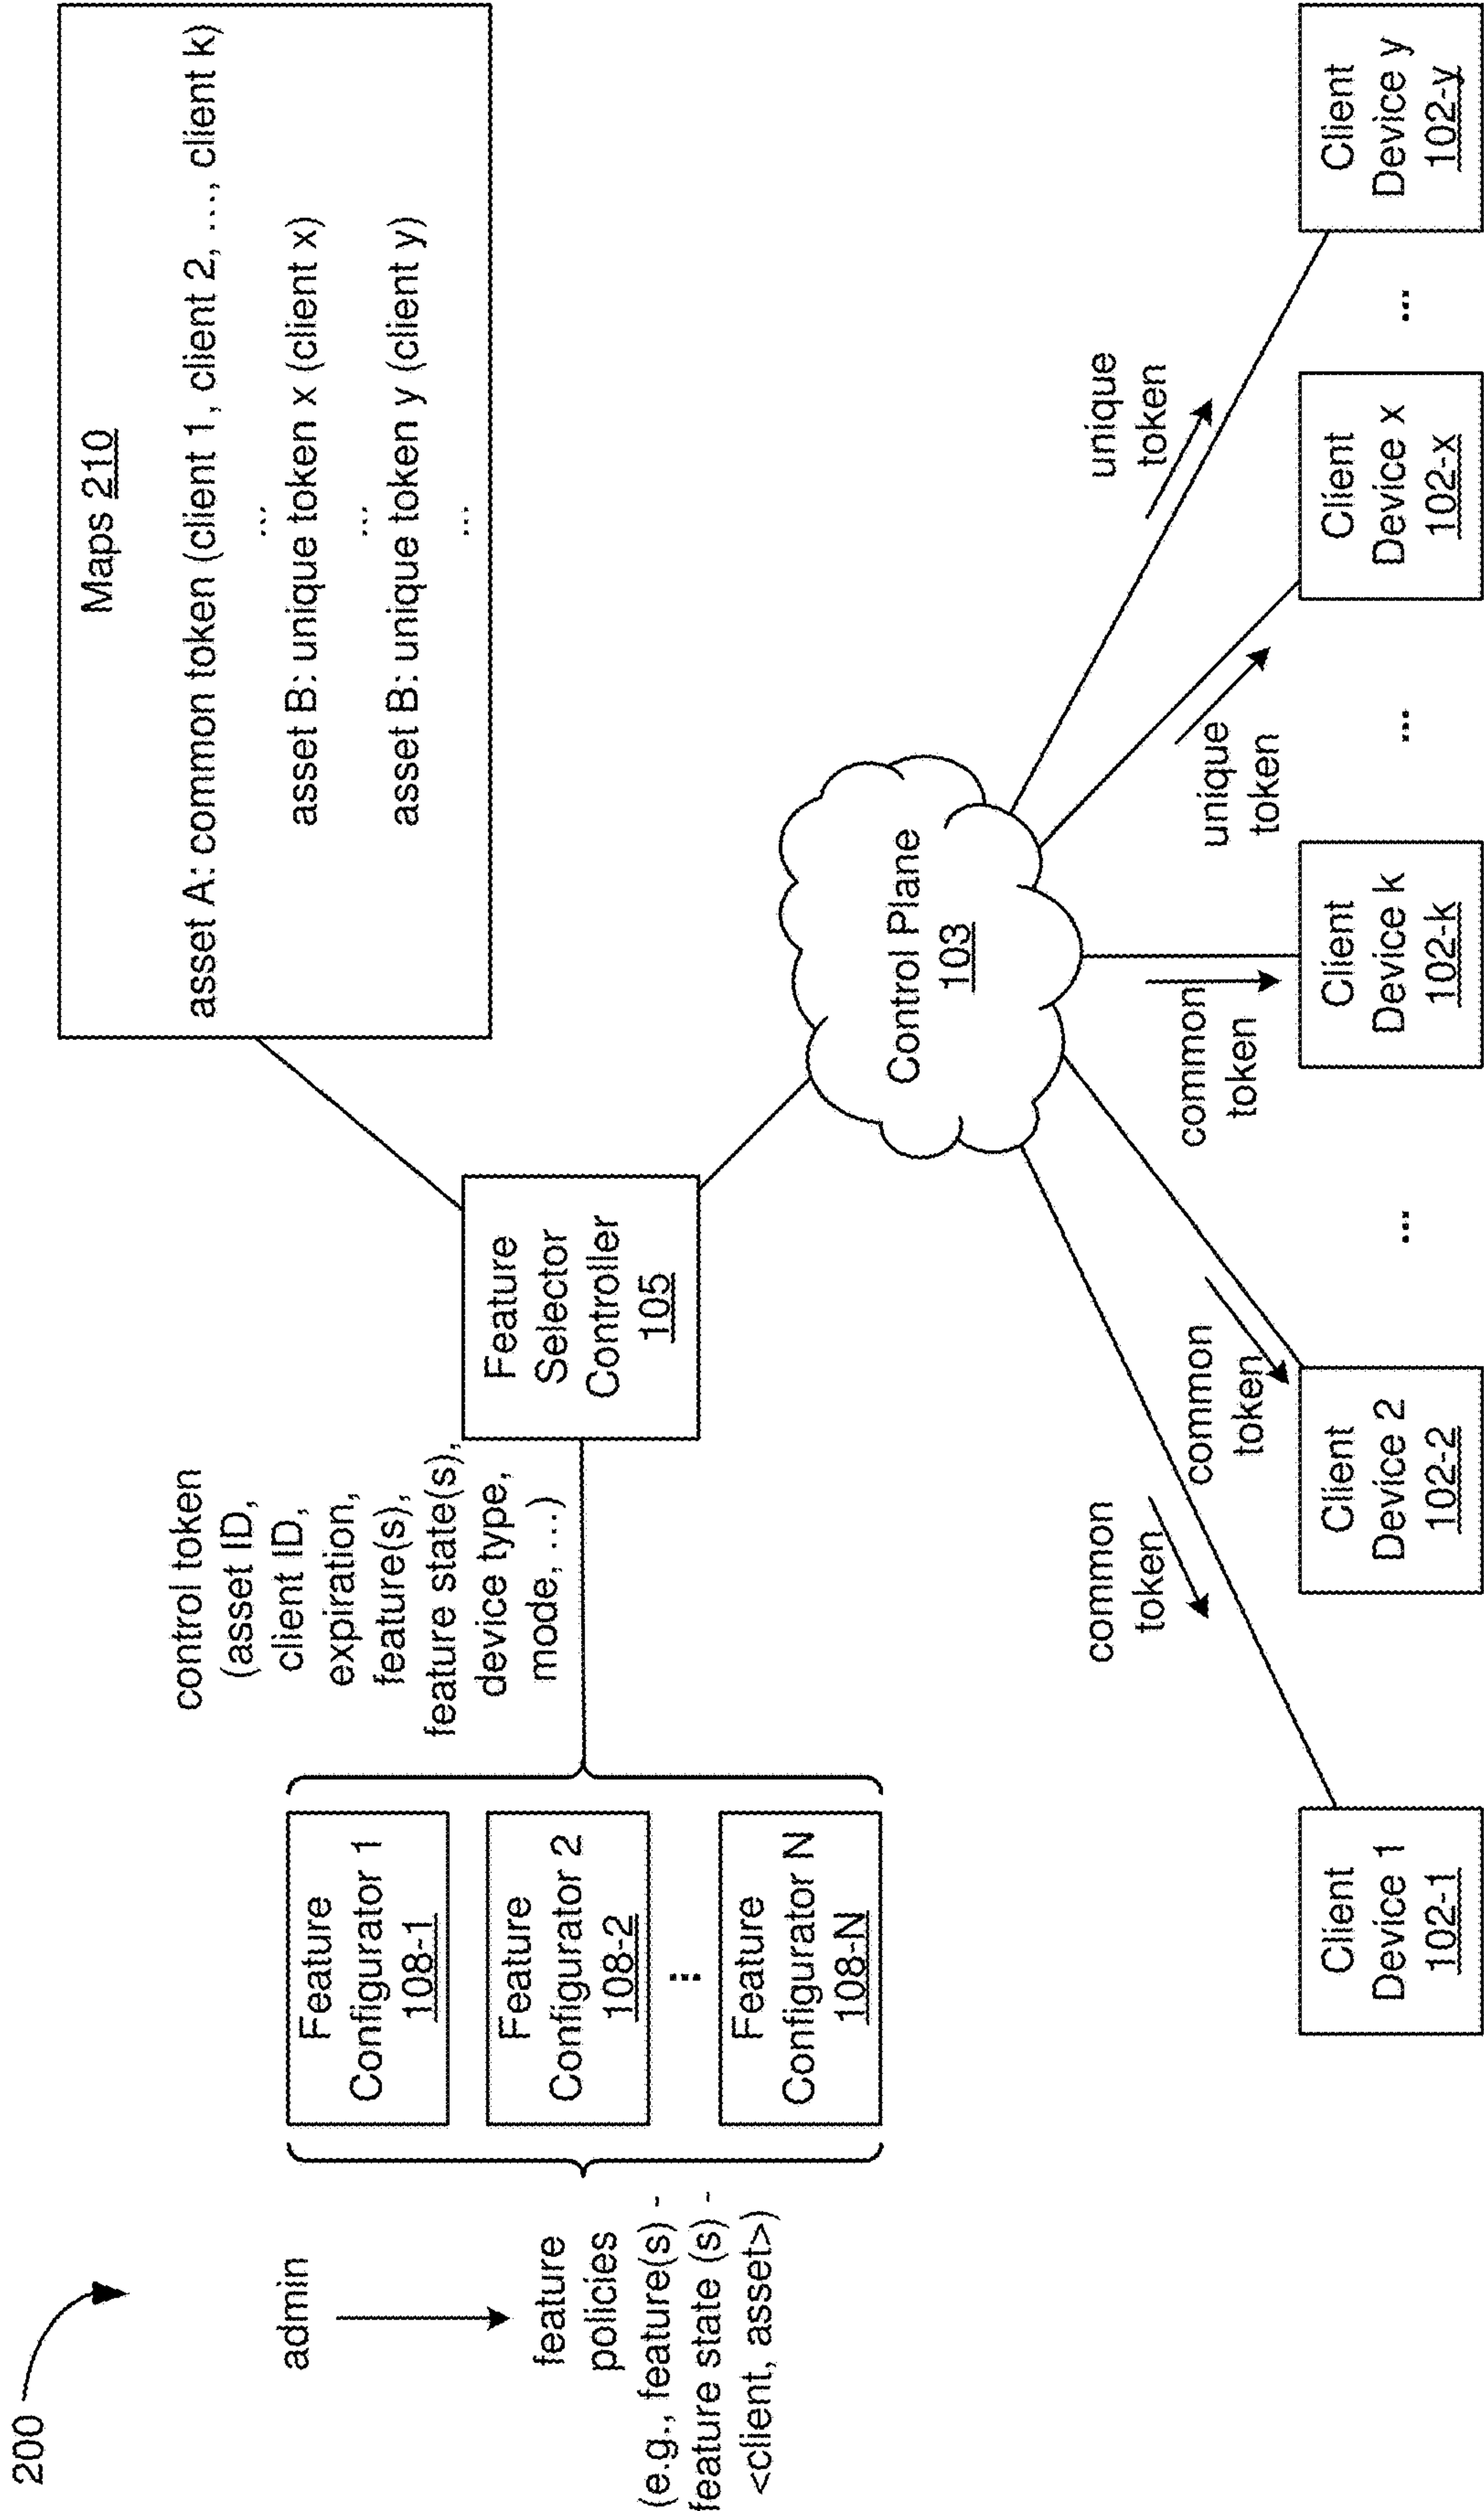 200
admin
feature
policies
(e.g., feature(s) -
feature state (s) -
<client, asset>)
Feature
Configurator 1
108-1
Feature
Configurator 2
108-2
...
Feature
Configurator N
108-N
control token
(asset ID,
client ID,
expiration,
feature(s),
feature state(s),
device type,
mode, ...)
Feature
Selector
Controller
105
Maps 210
asset A: common token (client 1, client 2, ..., client k)
...
asset B: unique token x (client x)
...
asset B: unique token y (client y)
...
Control Plane
103
common
token
common
token
common
token
unique
token
unique
token
Client
Device 1
102-1
Client
Device 2
102-2
...
Client
Device k
102-k
...
Client
Device x
102-x
...
Client
Device y
102-y